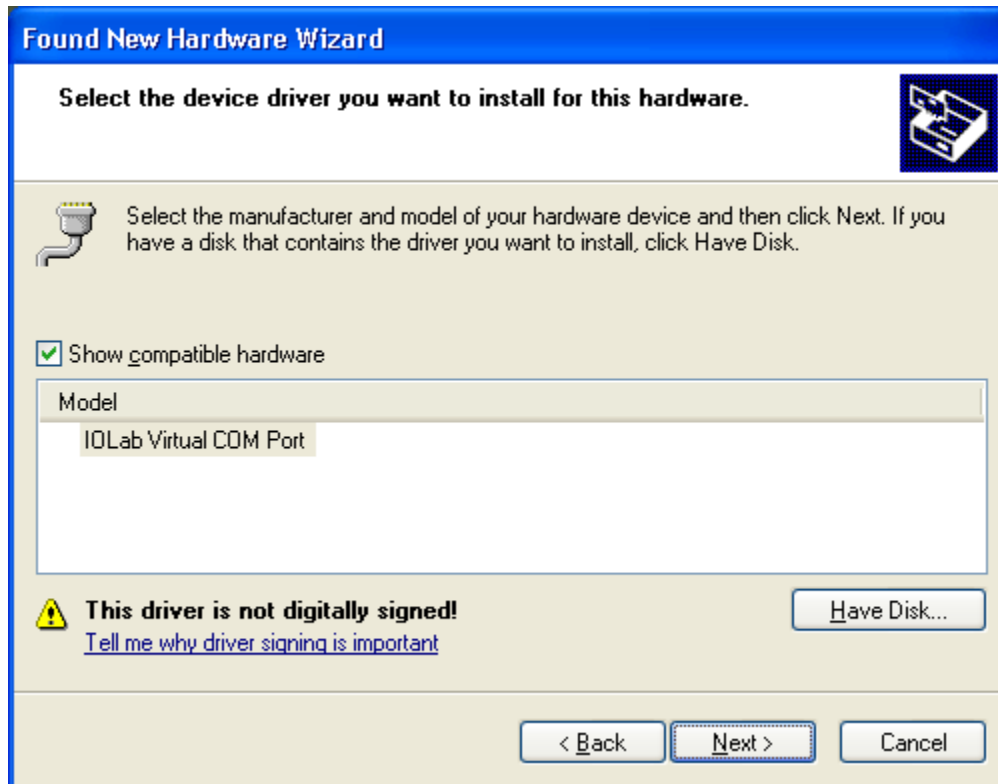 Found New Hardware Wizard
Select the device driver you want to install for this hardware.
Select the manufacturer and model of your hardware device and then click Next. If you
have a disk that contains the driver you want to install, click Have Disk.
Show compatible hardware
Model
IOLab Virtual COM Port
This driver is not digitally signed!
Have Disk...
Tell me why driver signing is important
< Back
Next >
Cancel